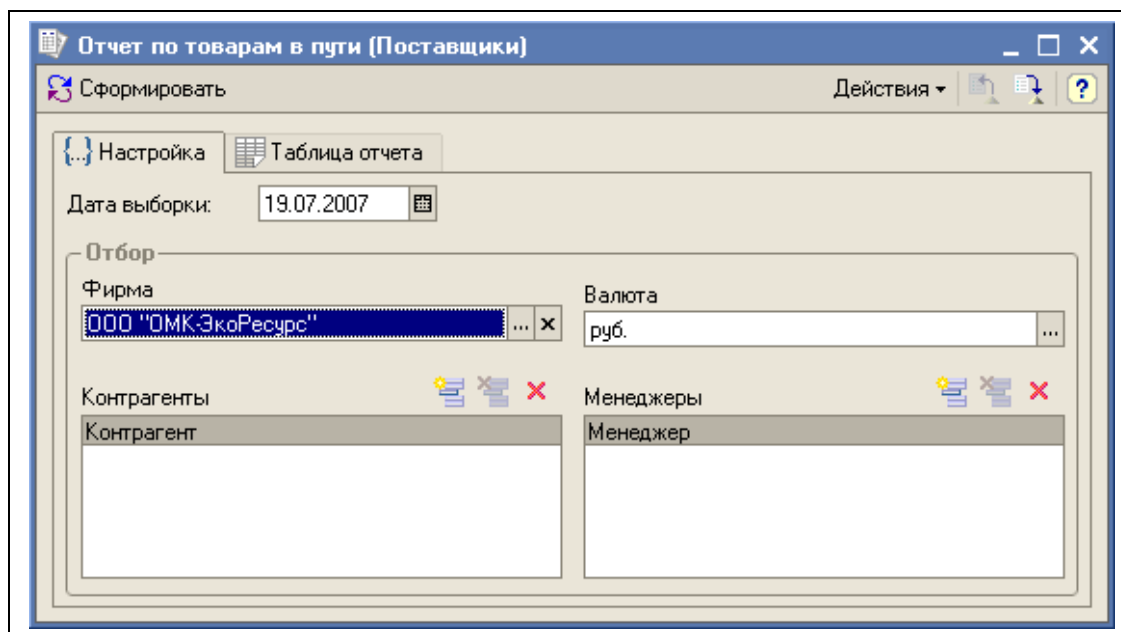 Отчет по товарам в пути (Поставщики)
Сформировать Действия ?
{...} Настройка Таблица отчета
Дата выборки: 19.07.2007
Отбор
Фирма Валюта
ООО "ОМК-ЭкоРесурс" ... x руб. ...
Контрагенты Менеджеры
Контрагент Менеджер